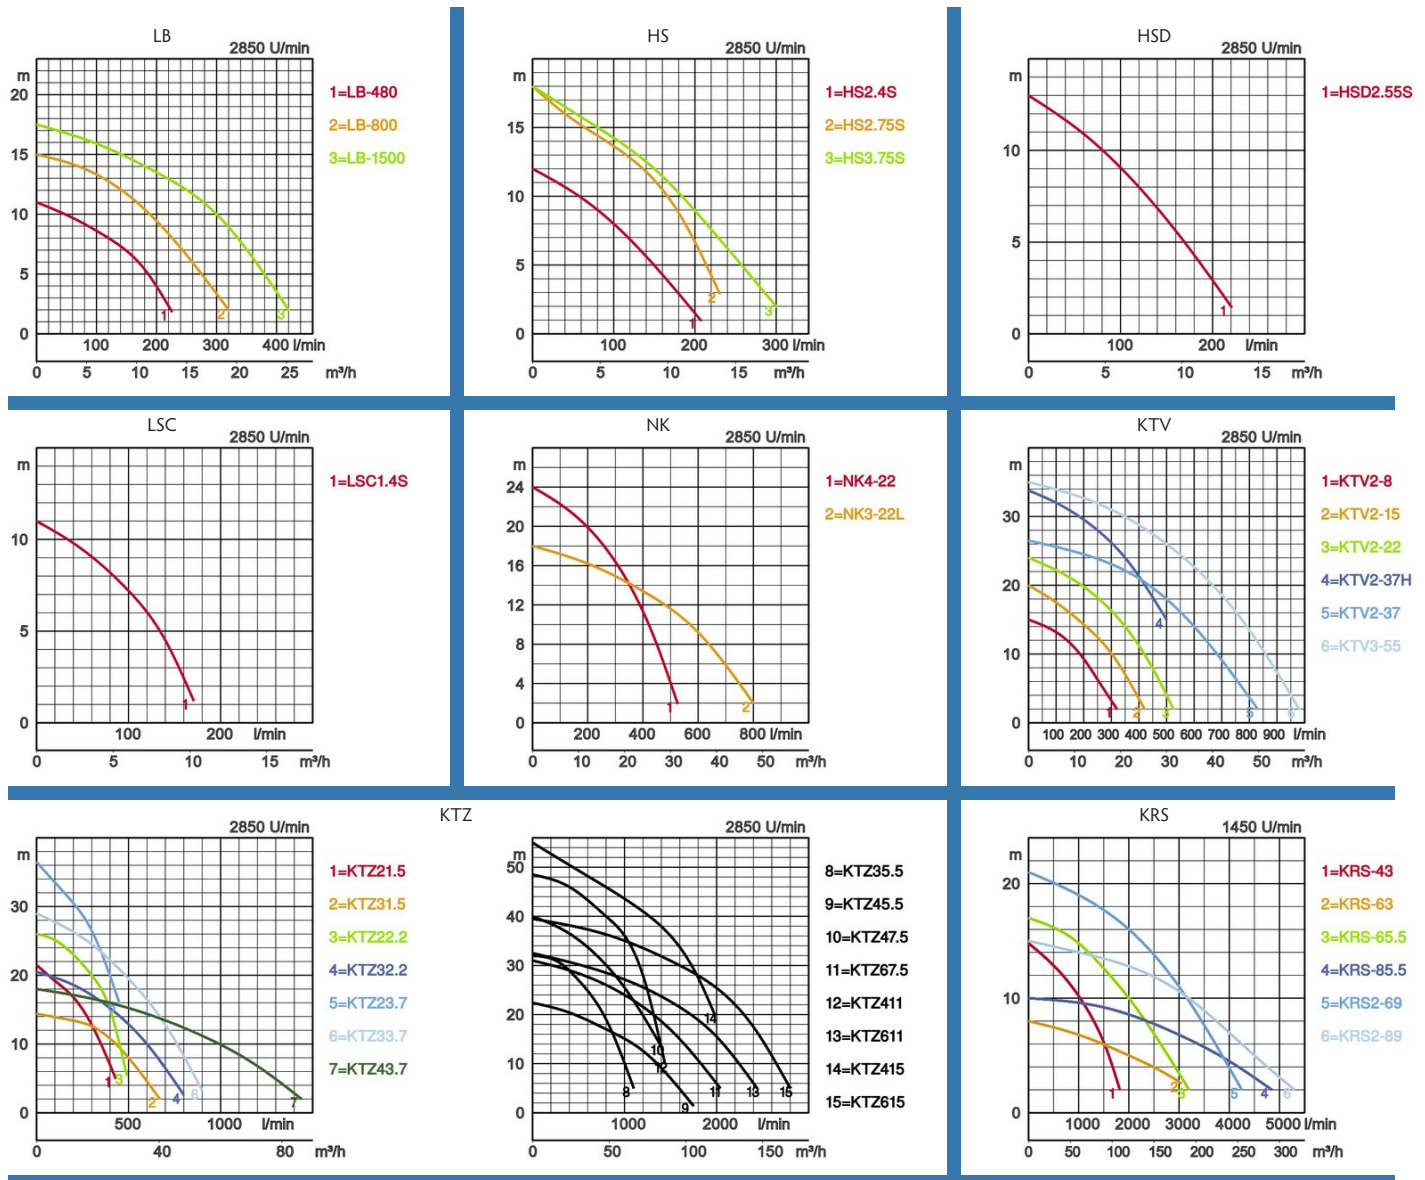 LB
2850 U/min
m
20
15
10
5
0
1
2
3
100 200 300 400 l/min
0 5 10 15 20 25 m³/h
1=LB-480
2=LB-800
3=LB-1500
HS
2850 U/min
m
15
10
5
0
1
2
3
100 200 300 l/min
0 5 10 15 m³/h
1=HS2.4S
2=HS2.75S
3=HS3.75S
HSD
2850 U/min
m
10
5
0
1
100 200 l/min
0 5 10 15 m³/h
1=HSD2.55S
LSC
2850 U/min
m
10
5
0
1
100 200 l/min
0 5 10 15 m³/h
1=LSC1.4S
NK
2850 U/min
m
24
20
16
12
8
4
0
1
2
200 400 600 800 l/min
0 10 20 30 40 50 m³/h
1=NK4-22
2=NK3-22L
KTV
2850 U/min
m
30
20
10
0
4
1 2 3 5 6
100 200 300 400 500 600 700 800 900 l/min
0 10 20 30 40 50 m³/h
1=KTV2-8
2=KTV2-15
3=KTV2-22
4=KTV2-37H
5=KTV2-37
6=KTV3-55
KTZ
2850 U/min
m
30
20
10
0
1 3 2 4 6 7
500 1000 l/min
0 40 80 m³/h
1=KTZ21.5
2=KTZ31.5
3=KTZ22.2
4=KTZ32.2
5=KTZ23.7
6=KTZ33.7
7=KTZ43.7
2850 U/min
m
50
40
30
20
10
0
14
10
12
8 9 11 13 15
1000 2000 l/min
0 50 100 150 m³/h
8=KTZ35.5
9=KTZ45.5
10=KTZ47.5
11=KTZ67.5
12=KTZ411
13=KTZ611
14=KTZ415
15=KTZ615
KRS
1450 U/min
m
20
10
0
1 2 3 5 4 6
1000 2000 3000 4000 5000 l/min
0 50 100 150 200 250 300 m³/h
1=KRS-43
2=KRS-63
3=KRS-65.5
4=KRS-85.5
5=KRS2-69
6=KRS2-89